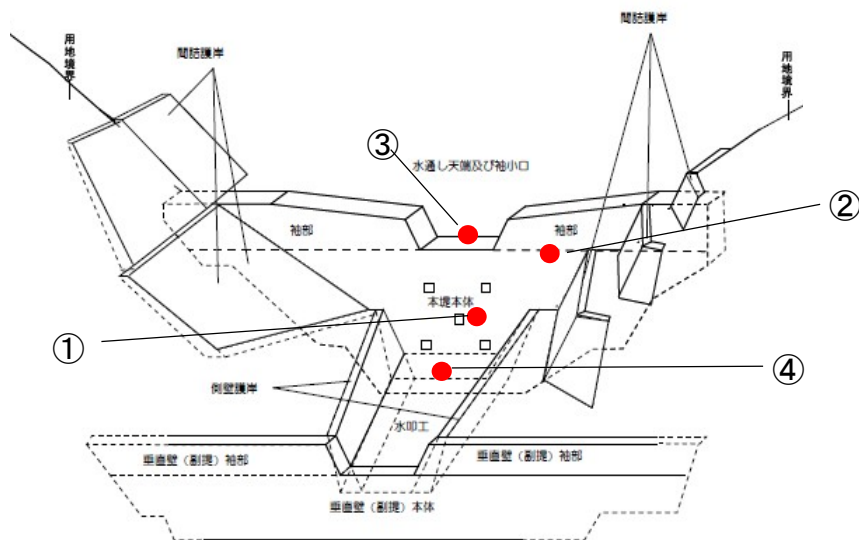 間詰護岸
間詰護岸
用地境界
用地境界
③
水通し天端及び袖小口
②
袖部
袖部
本堤本体
①
④
側壁護岸
水叩工
垂直壁（副提）袖部
垂直壁（副提）袖部
垂直壁（副提）本体